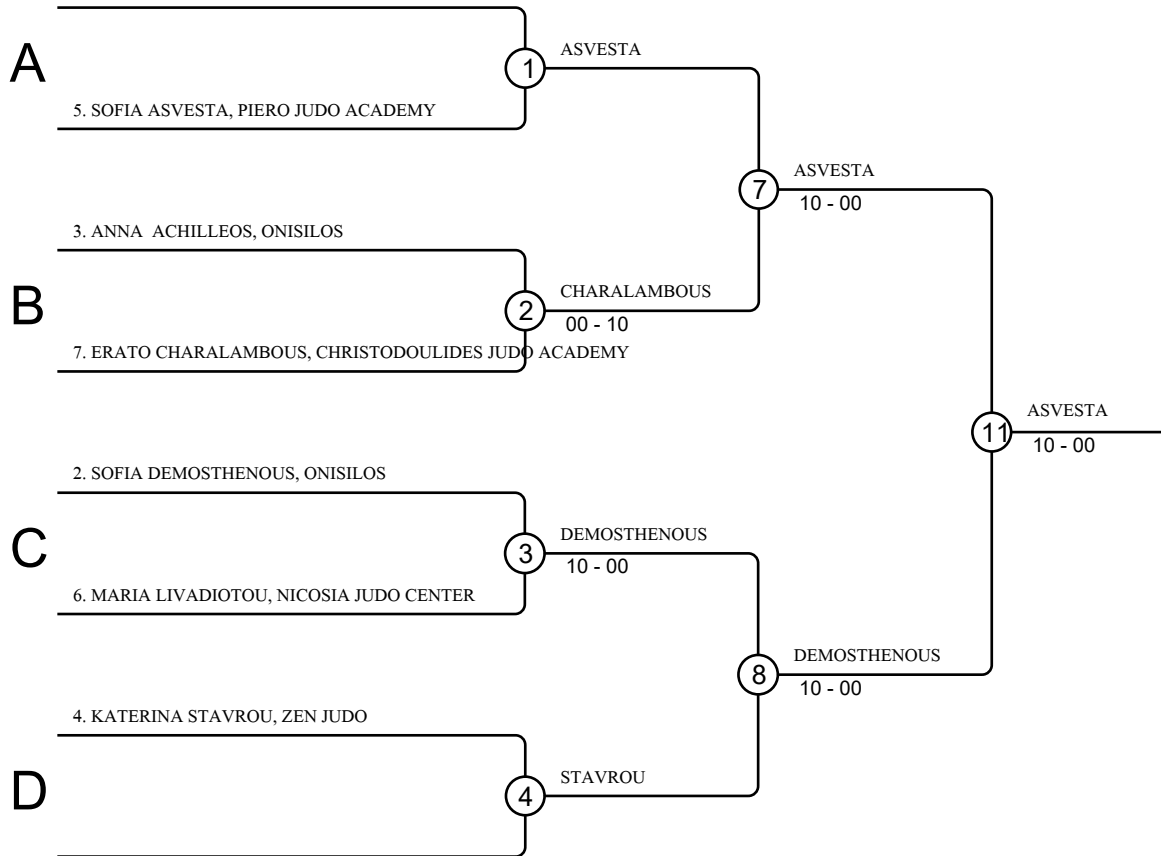 ASVESTA
A
1
5. SOFIA ASVESTA, PIERO JUDO ACADEMY
ASVESTA
7
10 - 00
3. ANNA  ACHILLEOS, ONISILOS
CHARALAMBOUS
B
2
00 - 10
7. ERATO CHARALAMBOUS, CHRISTODOULIDES JUDO ACADEMY
ASVESTA
11
10 - 00
2. SOFIA DEMOSTHENOUS, ONISILOS
DEMOSTHENOUS
C
3
10 - 00
6. MARIA LIVADIOTOU, NICOSIA JUDO CENTER
DEMOSTHENOUS
8
10 - 00
4. KATERINA STAVROU, ZEN JUDO
STAVROU
D
4